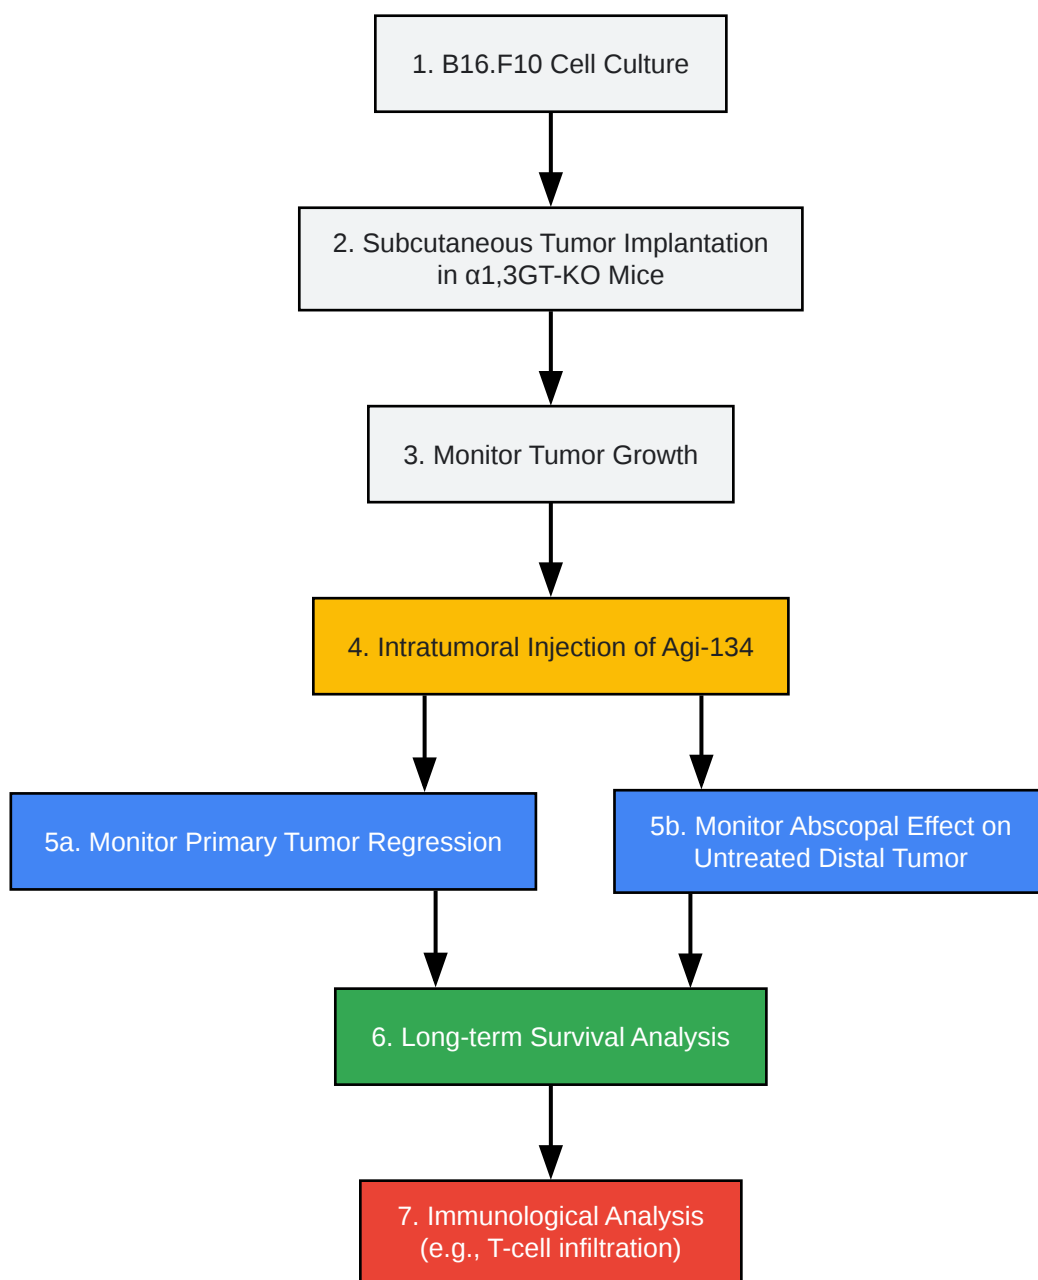 1. B16.F10 Cell Culture
2. Subcutaneous Tumor Implantation
in α1,3GT-KO Mice
3. Monitor Tumor Growth
4. Intratumoral Injection of Agi-134
5a. Monitor Primary Tumor Regression
5b. Monitor Abscopal Effect on
Untreated Distal Tumor
6. Long-term Survival Analysis
7. Immunological Analysis
(e.g., T-cell infiltration)